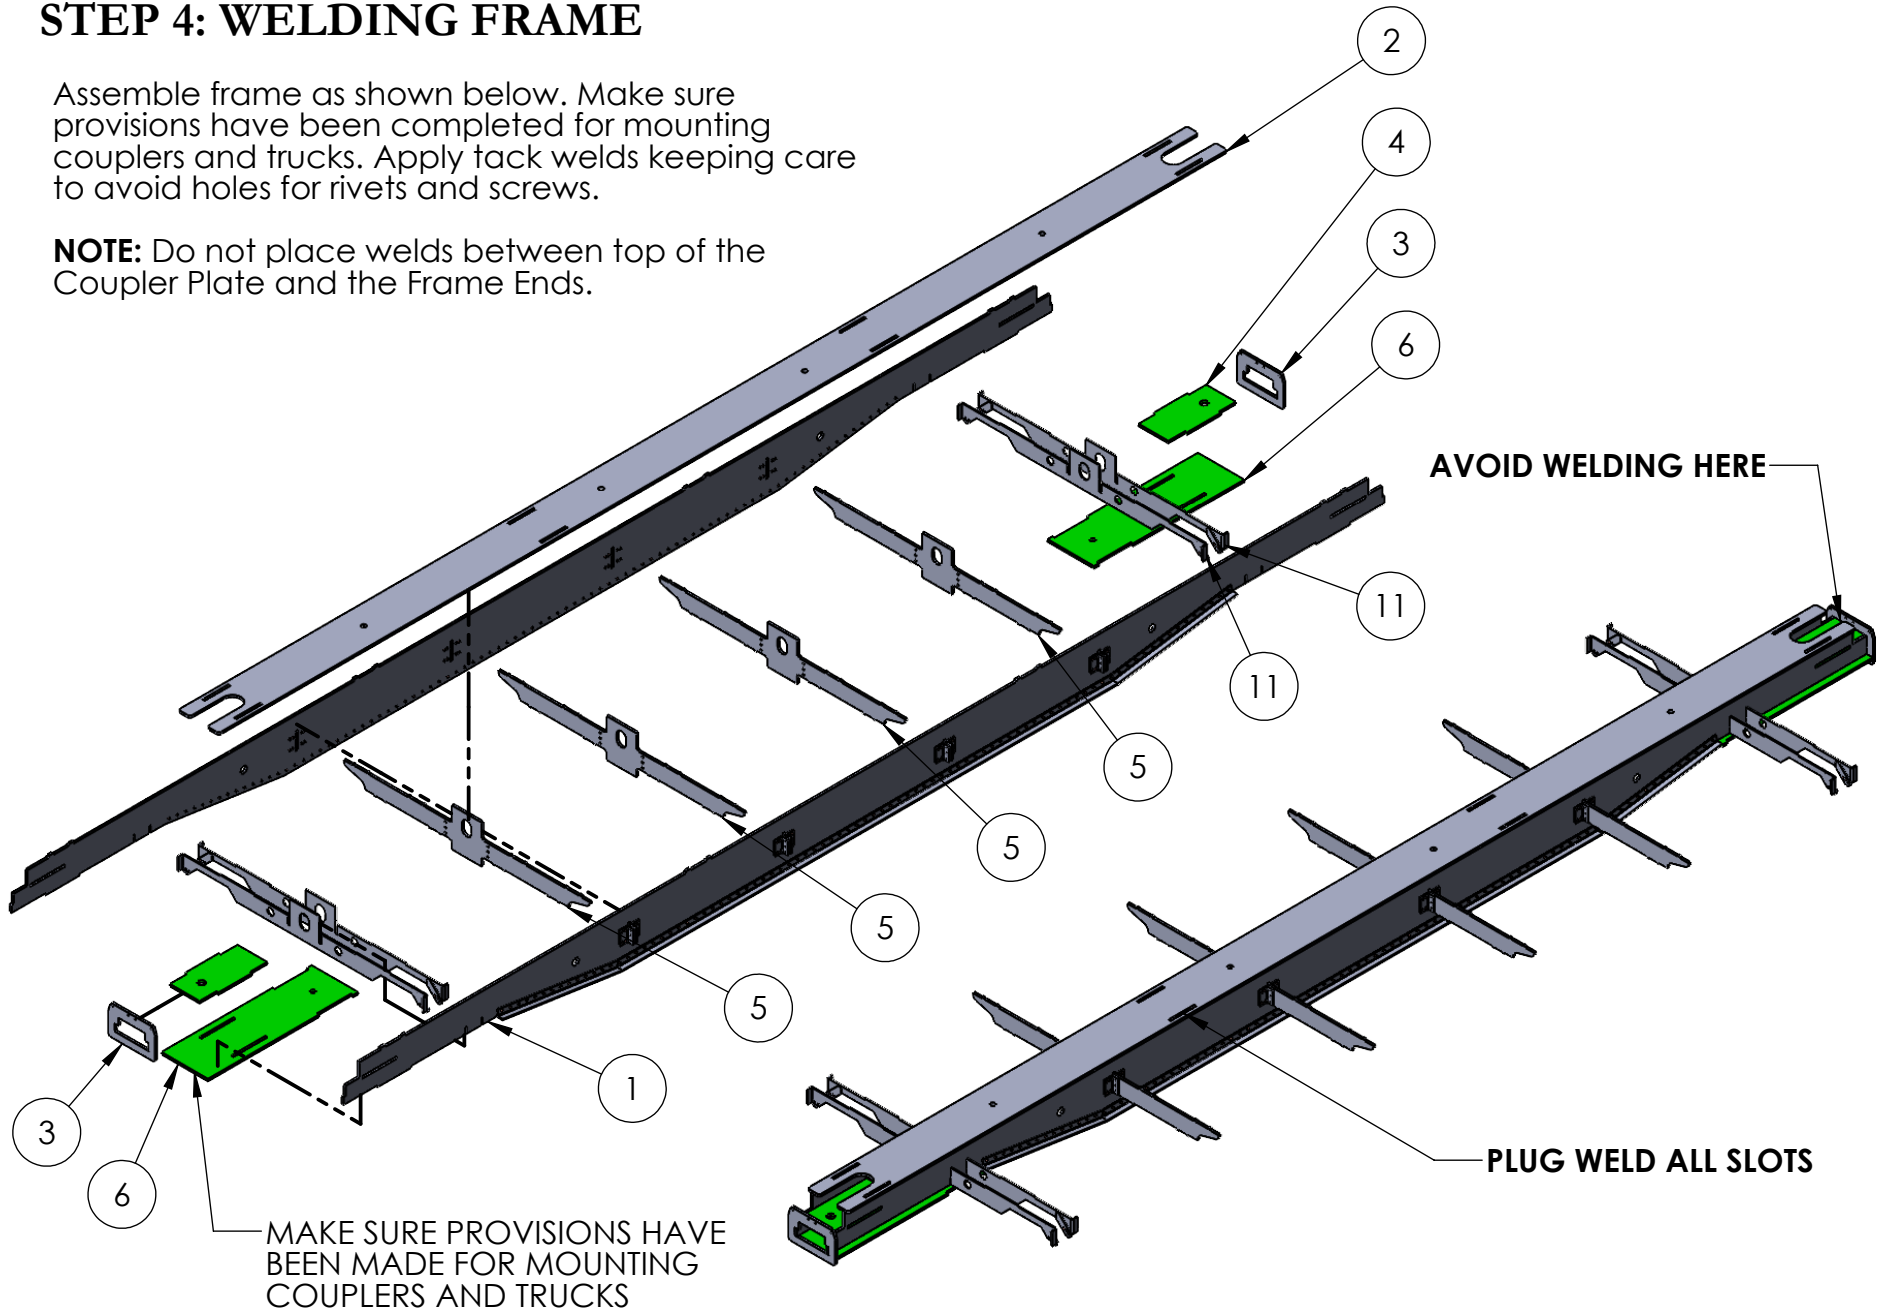 STEP 4: WELDING FRAME
Assemble frame as shown below. Make sure
provisions have been completed for mounting
couplers and trucks. Apply tack welds keeping care
to avoid holes for rivets and screws.
NOTE: Do not place welds between top of the
Coupler Plate and the Frame Ends.
2
4
3
6
AVOID WELDING HERE
11
11
5
5
5
5
1
3
6
PLUG WELD ALL SLOTS
MAKE SURE PROVISIONS HAVE
BEEN MADE FOR MOUNTING
COUPLERS AND TRUCKS